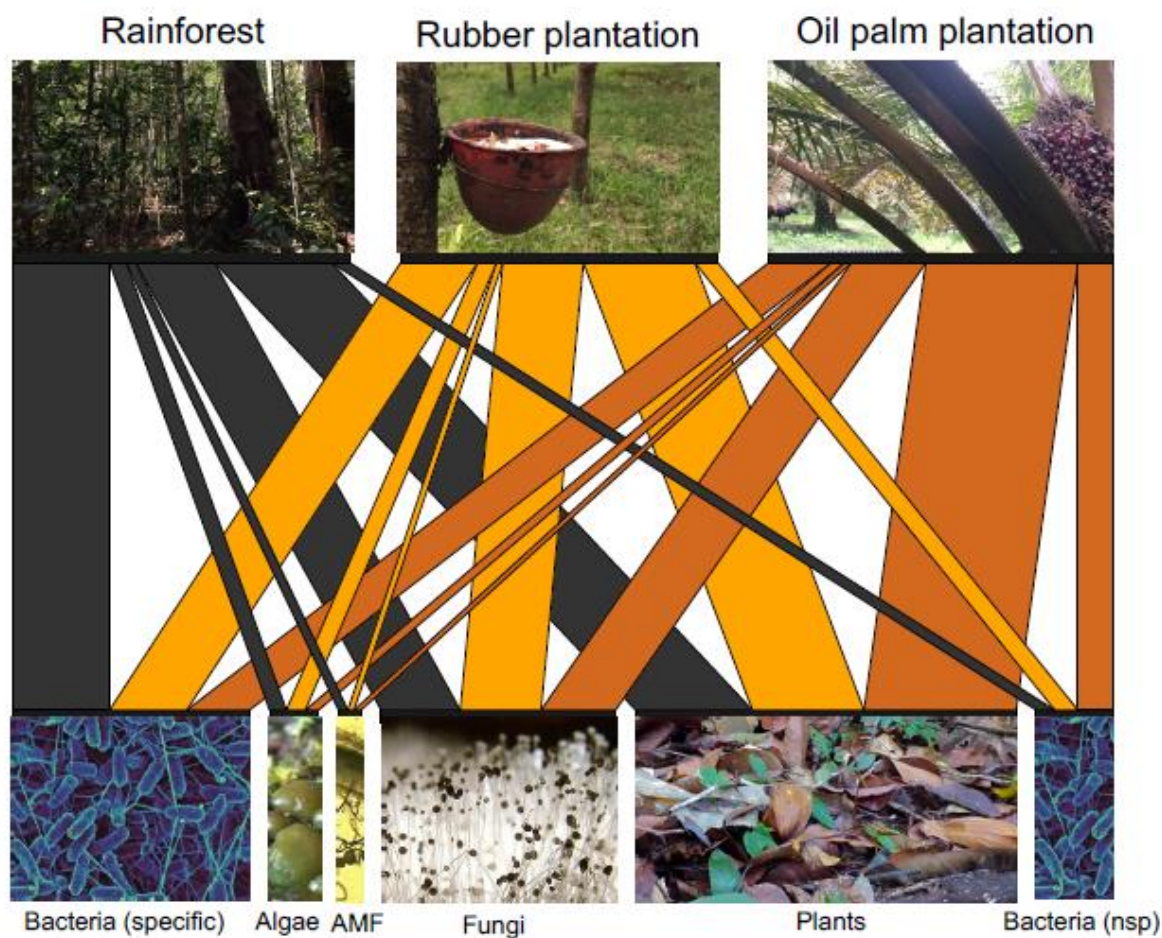 Rainforest
Rubber plantation
Oil palm plantation
Bacteria (specific)
Algae
AMF
Fungi
Plants
Bacteria (nsp)